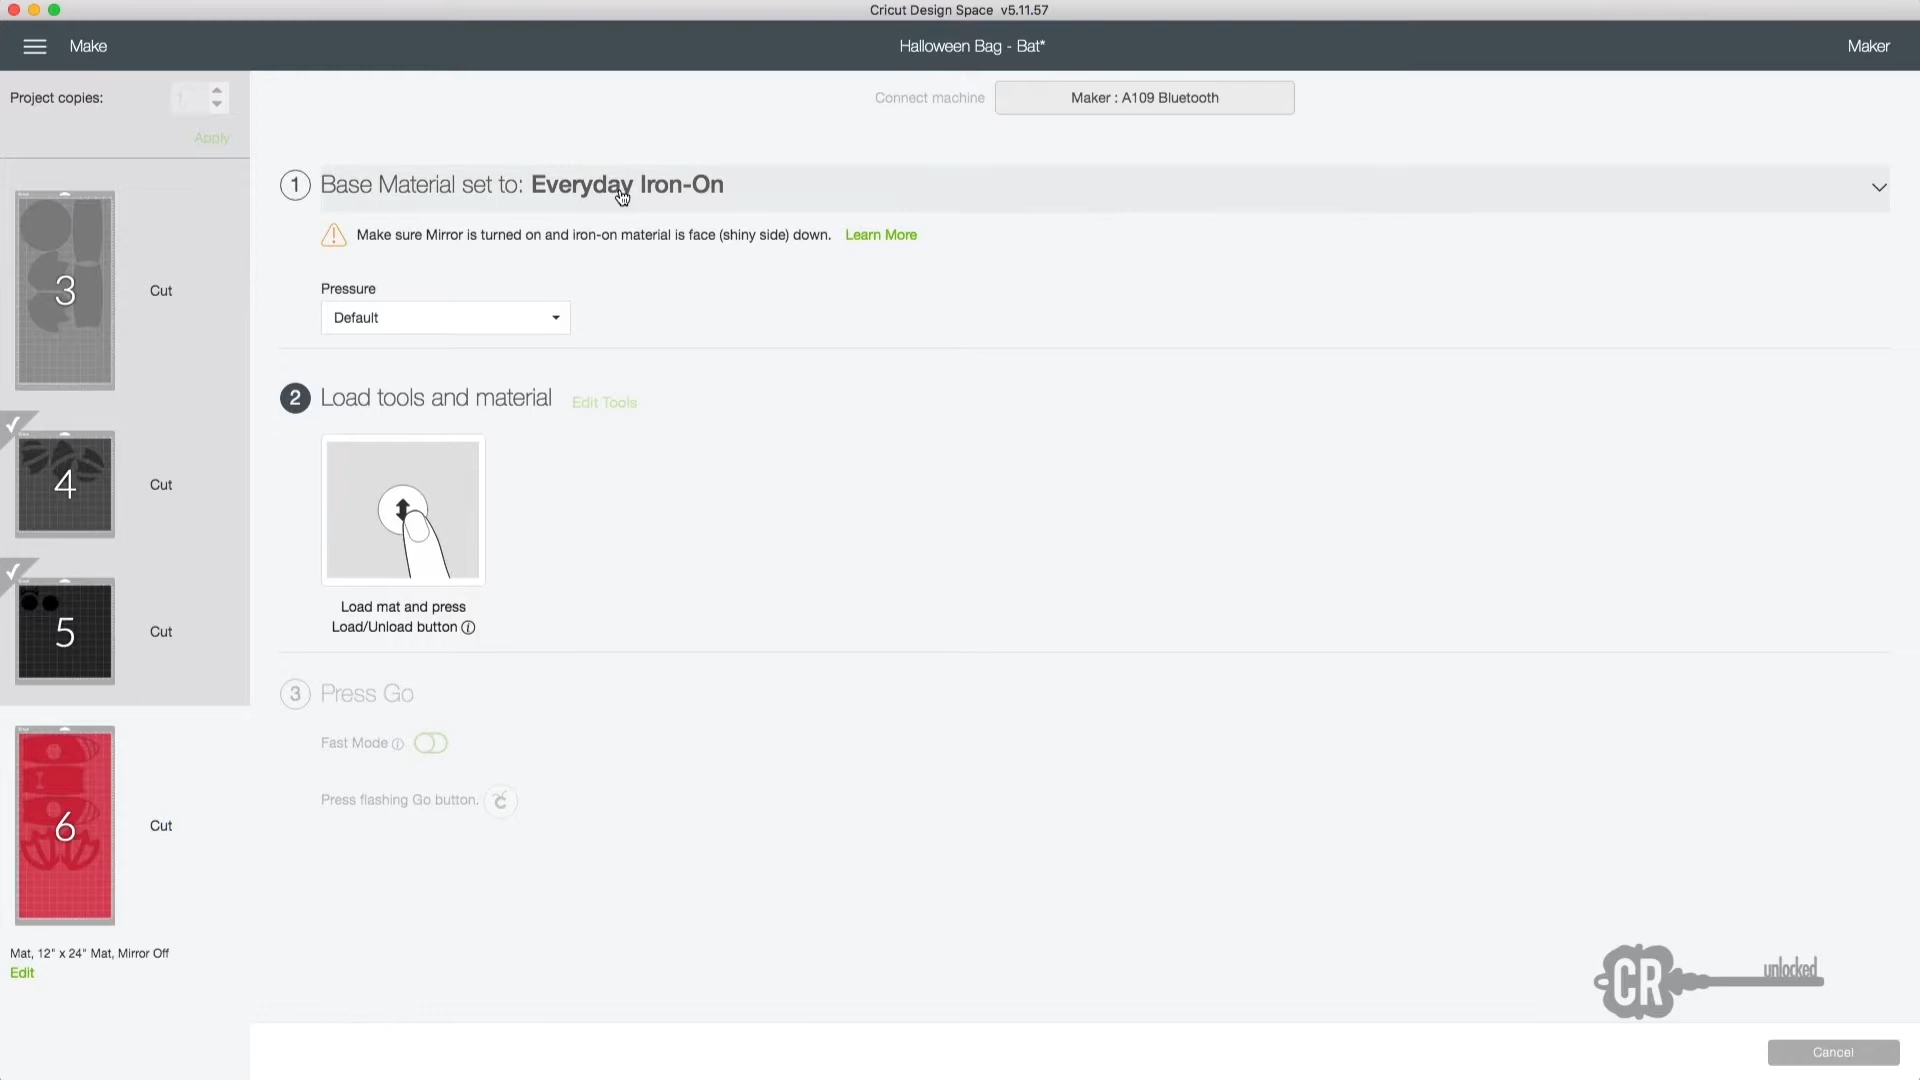 Cricut Design Space v5.11.57
Make
Halloween Bag - Bat*
Maker
Project copies:
1
Apply
Connect machine
Maker : A109 Bluetooth
1 Base Material set to: Everyday Iron-On
Make sure Mirror is turned on and iron-on material is face (shiny side) down. Learn More
Pressure
Default
2 Load tools and material Edit Tools
Load mat and press
Load/Unload button
3 Press Go
Fast Mode
Press flashing Go button.
3 Cut
4 Cut
5 Cut
6 Cut
Mat, 12" x 24" Mat, Mirror Off
Edit
CR unlocked
Cancel